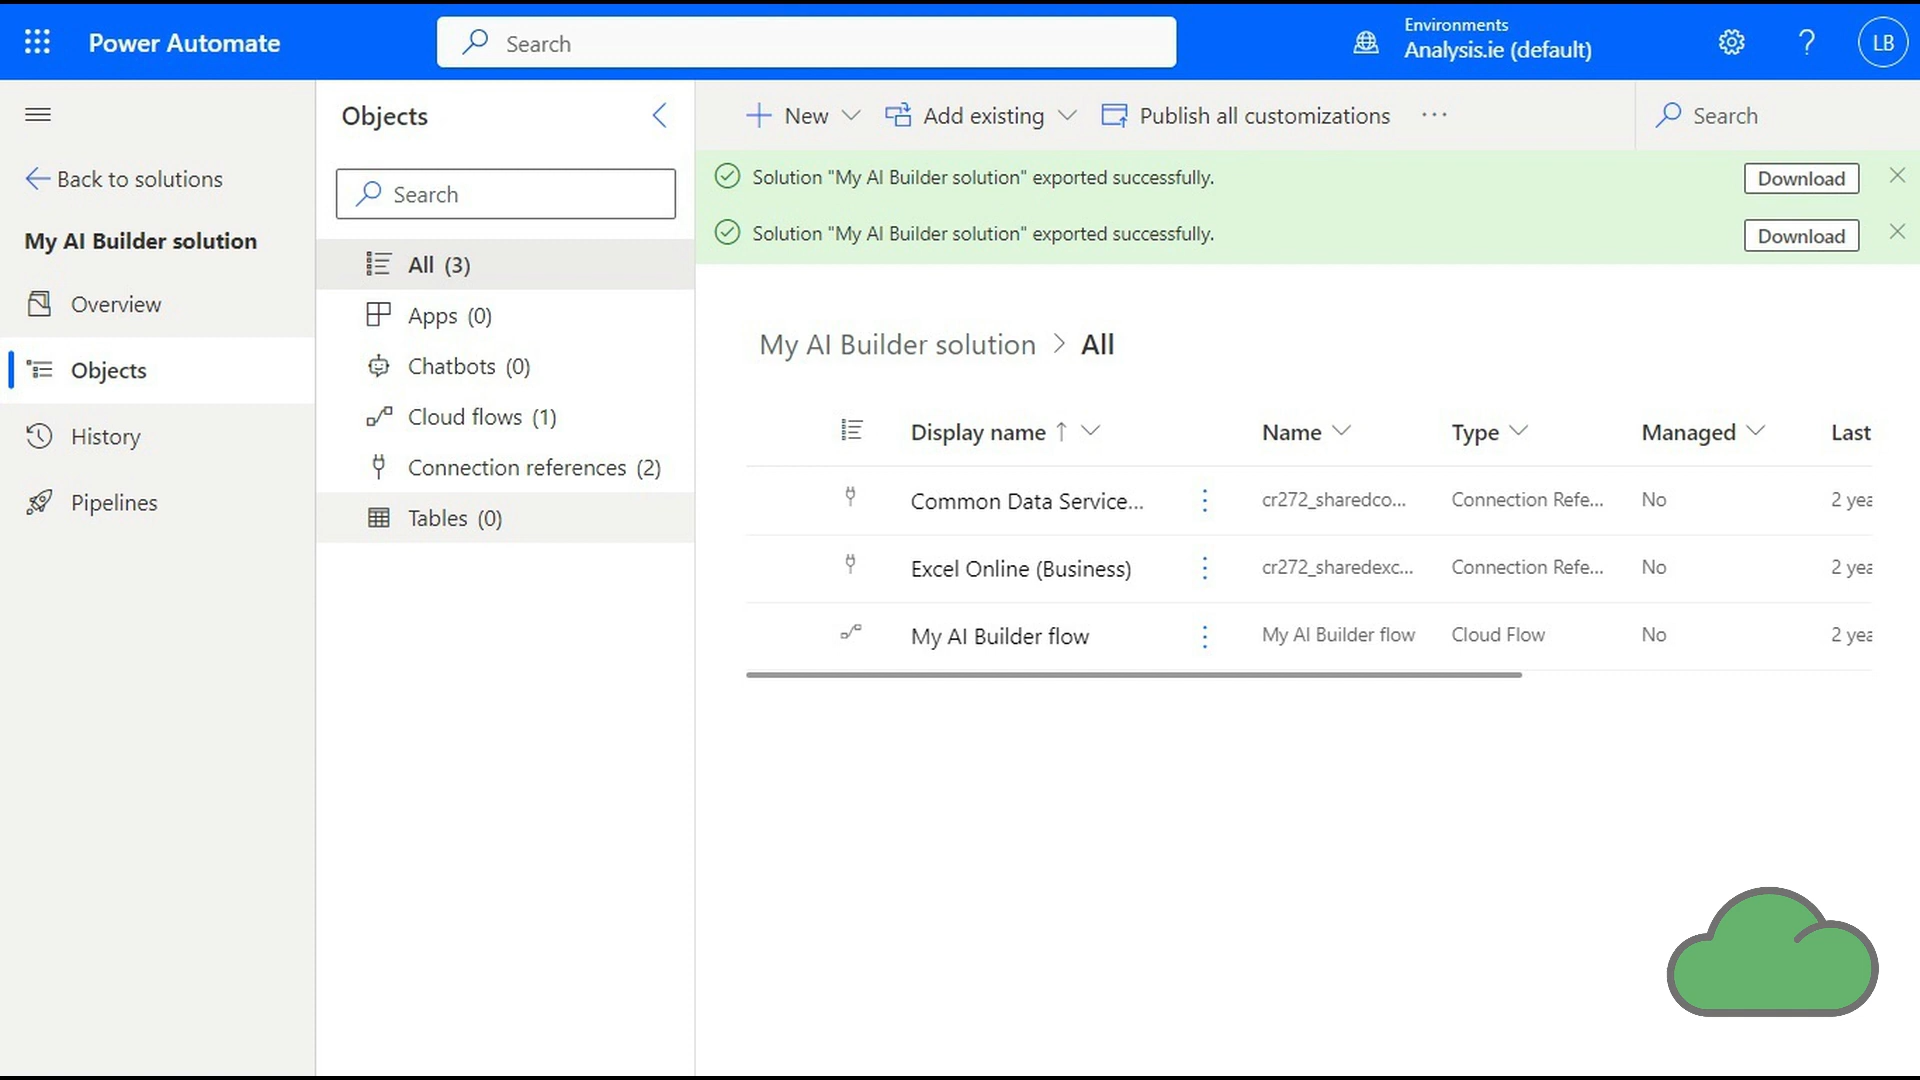 Power Automate
Search
Environments
Analysis.ie (default)
LB
Back to solutions
My AI Builder solution
Overview
Objects
History
Pipelines
Objects
Search
All (3)
Apps (0)
Chatbots (0)
Cloud flows (1)
Connection references (2)
Tables (0)
New
Add existing
Publish all customizations
Search
Solution "My AI Builder solution" exported successfully.
Download
Solution "My AI Builder solution" exported successfully.
Download
My AI Builder solution > All
Display name Name Type Managed Last
Common Data Service... cr272_sharedco... Connection Refe... No 2 yea
Excel Online (Business) cr272_sharedexc... Connection Refe... No 2 yea
My AI Builder flow My AI Builder flow Cloud Flow No 2 yea